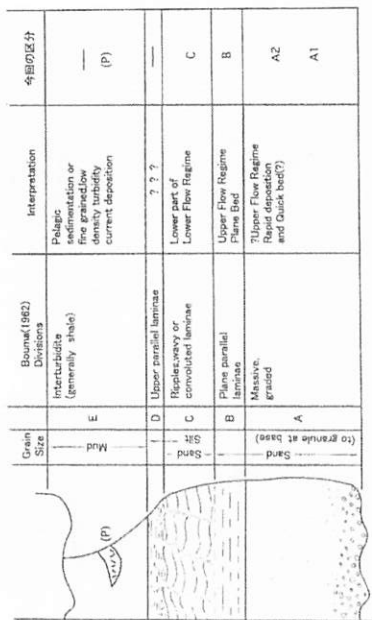 Grain
Size
Bouma(1962)
Divisions
Interpretation
今回の区分
Mud
E
Interturbidite
(generally shale)
Pelagic
sedimentation or
fine grained,low
density turbidity
current deposition
—
(P)
(P)
D
Upper parallel laminae
? ? ?
—
Sand
Silt
C
Ripples,wavy or
convoluted laminae
Lower part of
Lower Flow Regime
C
B
Plane parallel
laminae
Upper Flow Regime
Plane Bed
B
Sand
(to granule at base)
A
Massive,
graded
?Upper Flow Regime
Rapid deposition
and Quick bed(?)
A2
A1